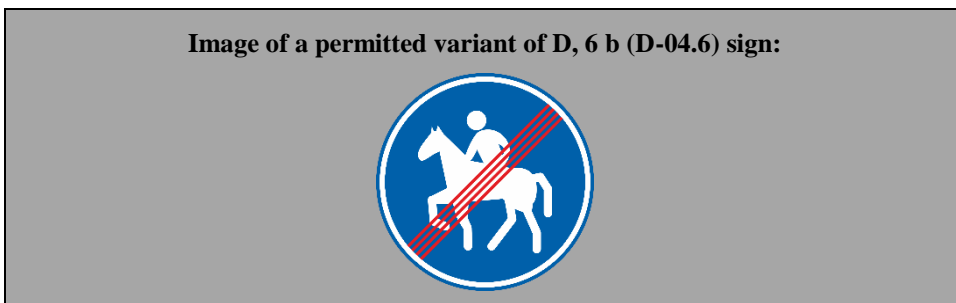 Image of a permitted variant of D, 6 b (D-04.6) sign: